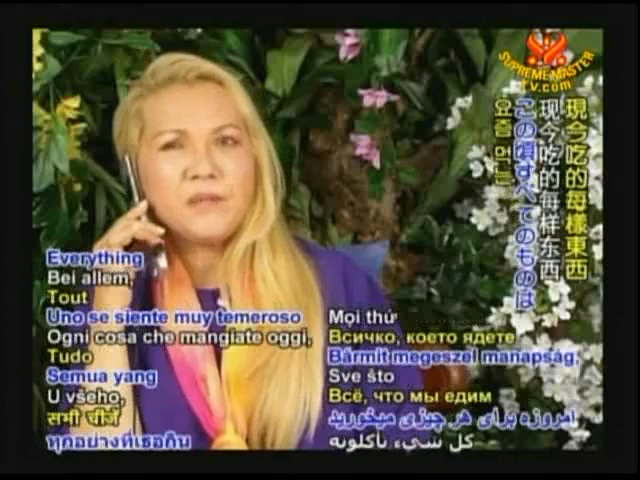 SUPREME MASTER
TV.com
現今吃的每樣東西
现今吃的每样东西
この頃すべてのものは
요즘
Everything
Bei allem,
Tout
Uno se siente muy temeroso
Ogni cosa che mangiate oggi,
Tudo
Semua yang
U všeho,
सभी चीजें
ทุกอย่างที่เธอกิน
Mọi thứ
Всичко, което ядете
Bármit megeszel manapság,
Sve što
Всё, что мы едим
امروزه برای هر چیزی میخورید
كل شيء تأكلونه